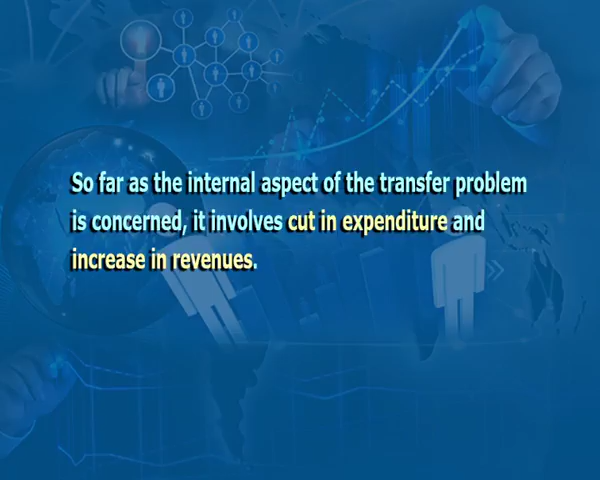 So far as the internal aspect of the transfer problem
is concerned, it involves cut in expenditure and
increase in revenues.